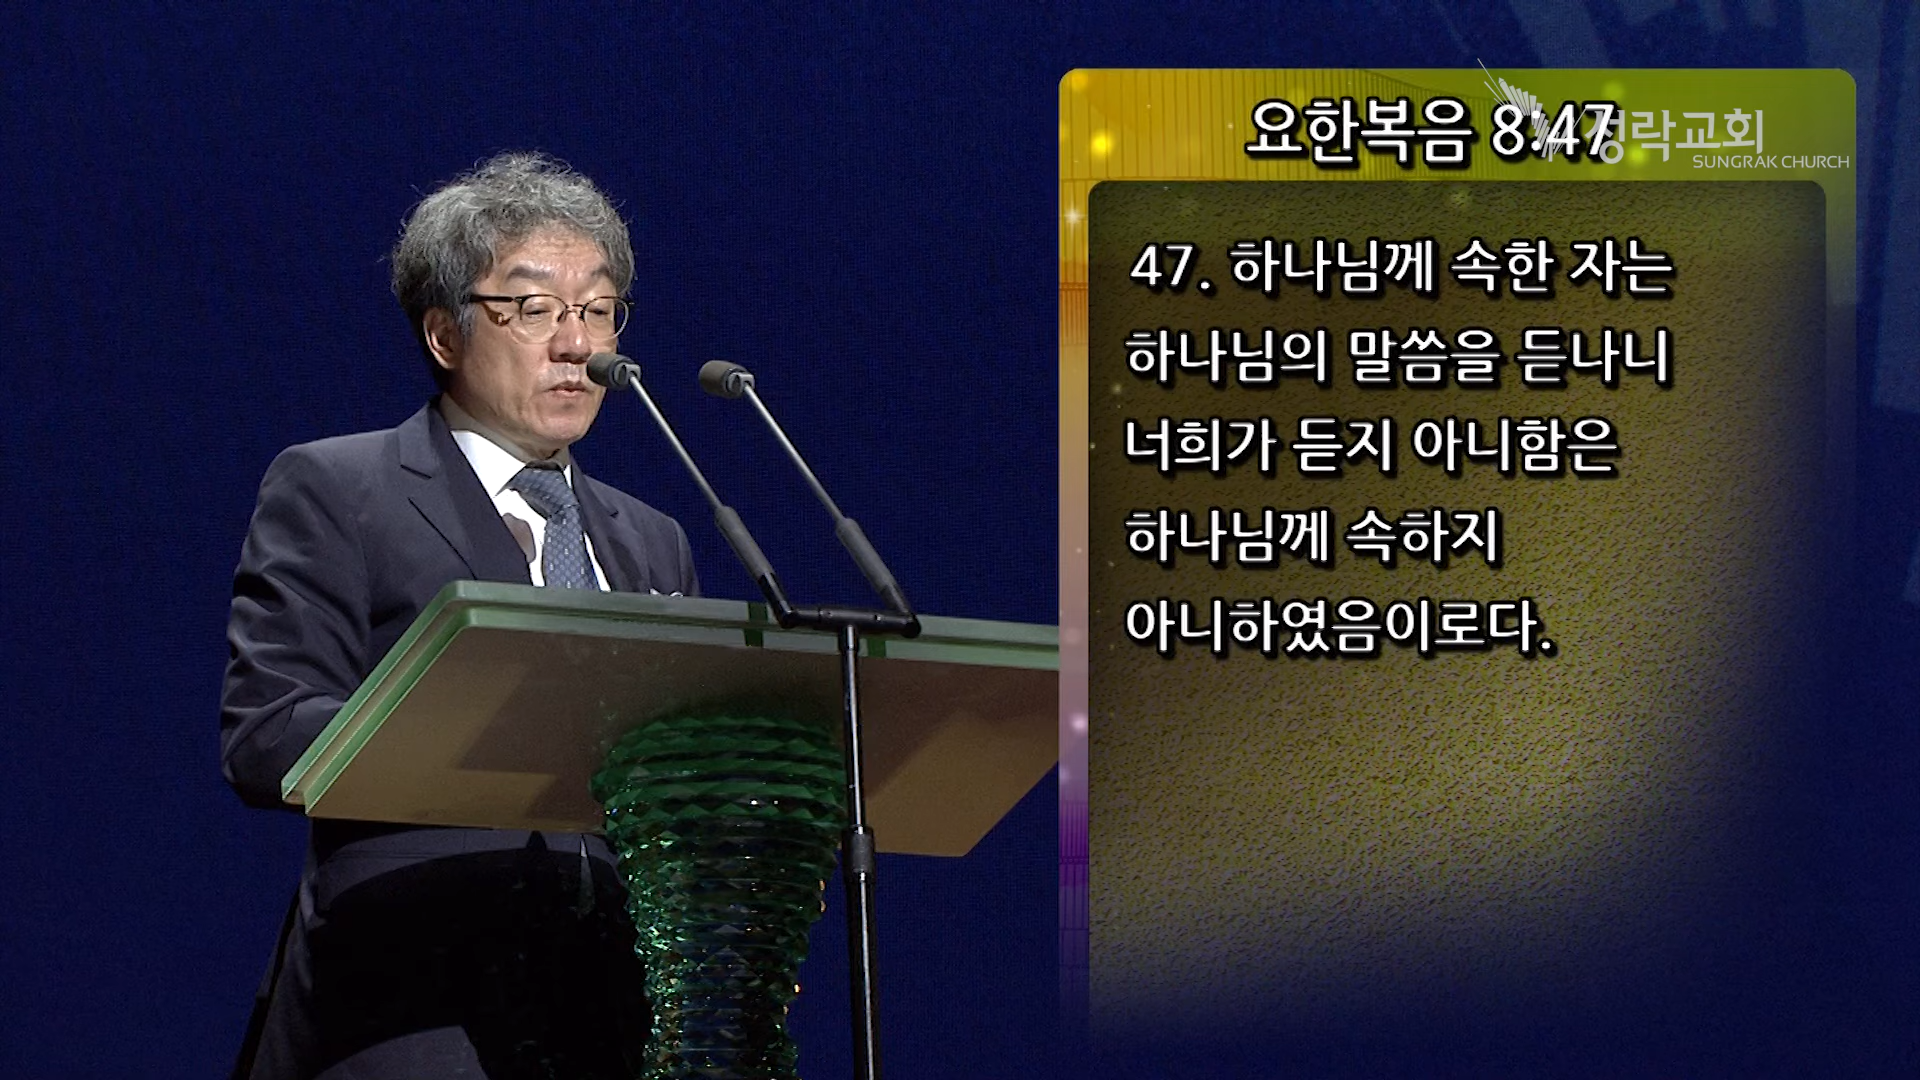 요한복음 8:47
성락교회
SUNGRAK CHURCH
47. 하나님께 속한 자는
하나님의 말씀을 듣나니
너희가 듣지 아니함은
하나님께 속하지
아니하였음이로다.